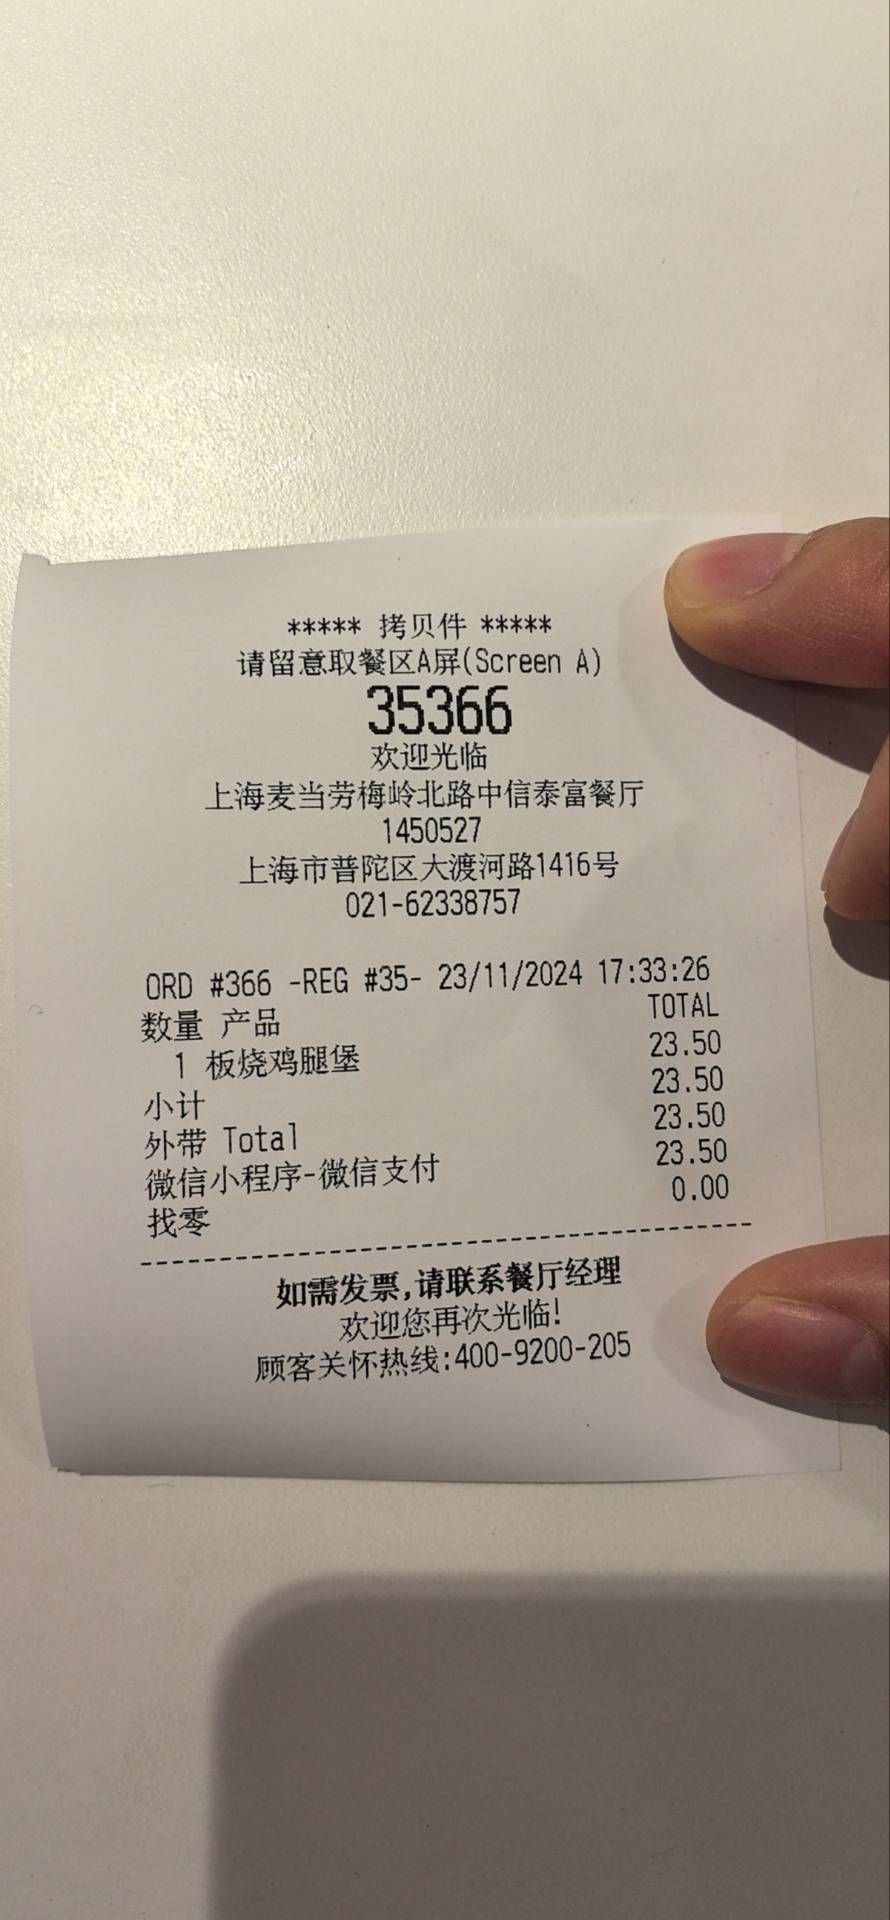 ***** 拷贝件 *****
请留意取餐区A屏(Screen A)
35366
欢迎光临
上海麦当劳梅岭北路中信泰富餐厅
1450527
上海市普陀区大渡河路1416号
021-62338757
ORD #366 -REG #35- 23/11/2024 17:33:26
数量 产品 TOTAL
1 板烧鸡腿堡 23.50
小计 23.50
外带 Total 23.50
微信小程序-微信支付 23.50
找零 0.00
--------------------------------------------------
如需发票,请联系餐厅经理
欢迎您再次光临!
顾客关怀热线:400-9200-205